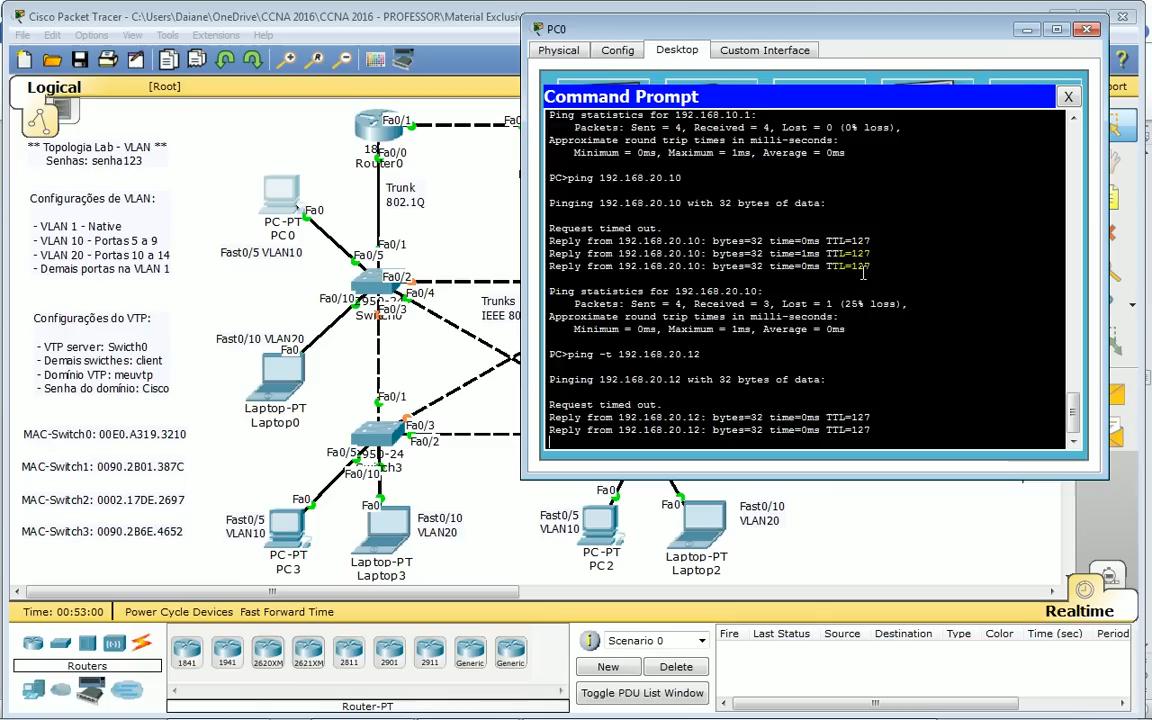 Cisco Packet Tracer - C:\Users\Daiane\OneDrive\CCNA 2016\CCNA 2016 - PROFESSOR\Material Exclusi
File Edit Options View Tools Extensions Help
Logical
[Root]
** Topologia Lab - VLAN **
Senhas: senha123
Configurações de VLAN:
- VLAN 1 - Native
- VLAN 10 - Portas 5 a 9
- VLAN 20 - Portas 10 a 14
- Demais portas na VLAN 1
Configurações do VTP:
- VTP server: Swicth0
- Demais swicthes: client
- Domínio VTP: meuvtp
- Senha do domínio: Cisco
MAC-Switch0: 00E0.A319.3210
MAC-Switch1: 0090.2B01.387C
MAC-Switch2: 0002.17DE.2697
MAC-Switch3: 0090.2B6E.4652
Fa0/1
Fa0/0
Router0
Trunk
802.1Q
Fa0
PC-PT
PC0
Fast0/5 VLAN10
Fa0/1
Fa0/5
Fa0/2
Fa0/4
Fa0/10
Fa0/3
Trunks
IEEE 80
Fast0/10 VLAN20
Fa0
Laptop-PT
Laptop0
Fa0/1
Fa0/3
Fa0/2
Fa0/5
Fa0/10
Fa0
Fa0
Fast0/5
VLAN10
PC-PT
PC3
Fast0/10
VLAN20
Laptop-PT
Laptop3
Fa0
Fa0
Fast0/5
VLAN10
PC-PT
PC2
Fast0/10
VLAN20
Laptop-PT
Laptop2
PC0
Physical Config Desktop Custom Interface
Command Prompt
X
Ping statistics for 192.168.10.1:
Packets: Sent = 4, Received = 4, Lost = 0 (0% loss),
Approximate round trip times in milli-seconds:
Minimum = 0ms, Maximum = 1ms, Average = 0ms
PC>ping 192.168.20.10
Pinging 192.168.20.10 with 32 bytes of data:
Request timed out.
Reply from 192.168.20.10: bytes=32 time=0ms TTL=127
Reply from 192.168.20.10: bytes=32 time=1ms TTL=127
Reply from 192.168.20.10: bytes=32 time=0ms TTL=127
Ping statistics for 192.168.20.10:
Packets: Sent = 4, Received = 3, Lost = 1 (25% loss),
Approximate round trip times in milli-seconds:
Minimum = 0ms, Maximum = 1ms, Average = 0ms
PC>ping -t 192.168.20.12
Pinging 192.168.20.12 with 32 bytes of data:
Request timed out.
Reply from 192.168.20.12: bytes=32 time=0ms TTL=127
Reply from 192.168.20.12: bytes=32 time=0ms TTL=127
Time: 00:53:00 Power Cycle Devices Fast Forward Time
Realtime
Routers
1841 1941 2620XM 2621XM 2811 2901 2911 Generic Generic
Router-PT
Scenario 0
New Delete
Toggle PDU List Window
Fire Last Status Source Destination Type Color Time (sec) Period